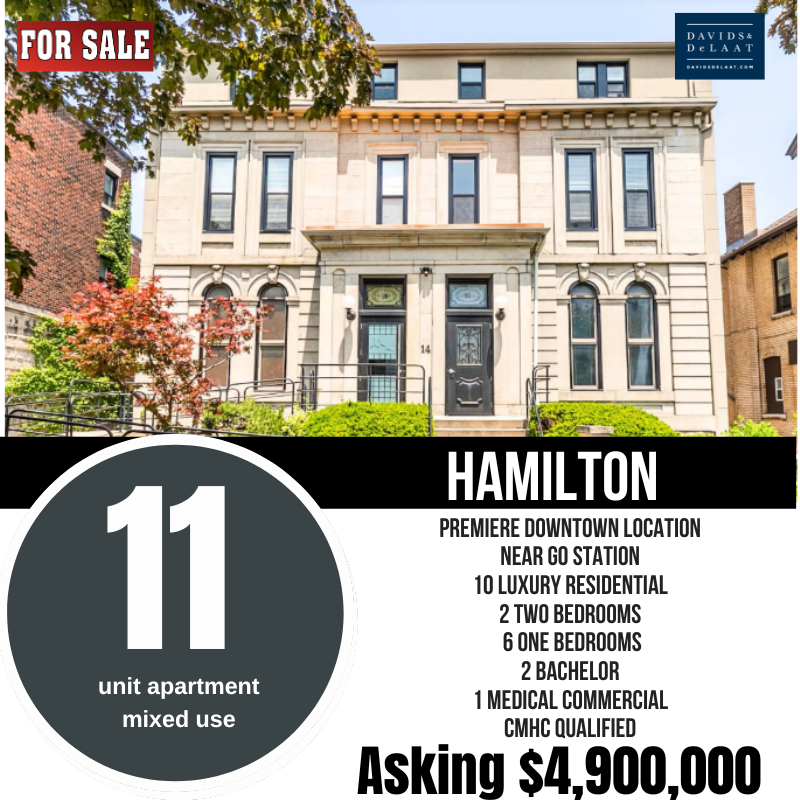 FOR SALE
DAVIDS&
DeLAAT
DAVIDSDELAAT.COM
14
HAMILTON
11
unit apartment
mixed use
PREMIERE DOWNTOWN LOCATION
NEAR GO STATION
10 LUXURY RESIDENTIAL
2 TWO BEDROOMS
6 ONE BEDROOMS
2 BACHELOR
1 MEDICAL COMMERCIAL
CMHC QUALIFIED
Asking $4,900,000